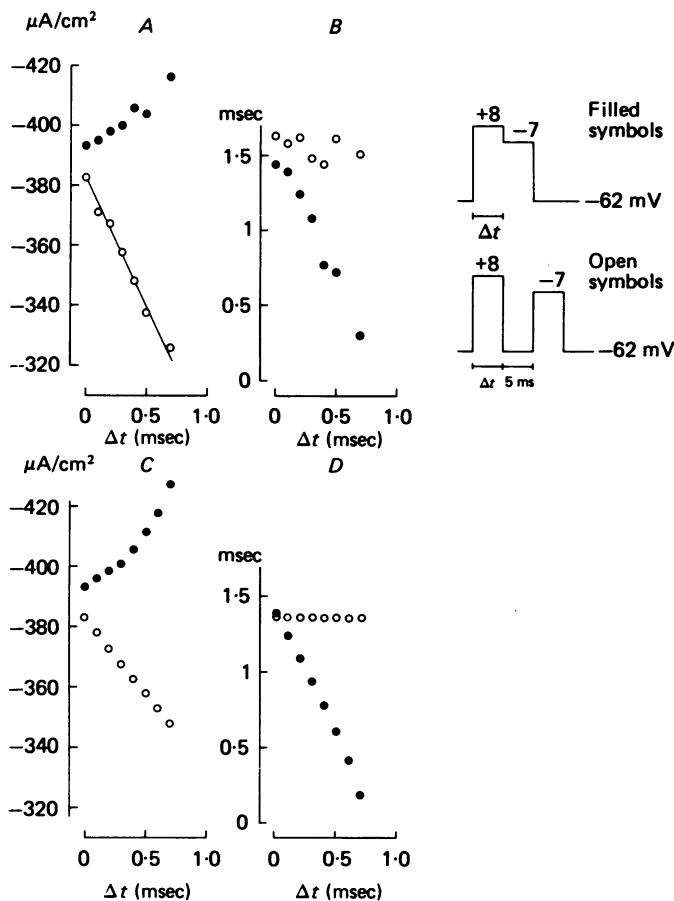 μA/cm²
A
B
−420
−400
−380
−360
−340
--320
0
0·5
1·0
Δt (msec)
msec
1·5
1
0·5
0
0
0·5
1·0
Δt (msec)
+8
−7
Filled
symbols
−62 mV
Δt
+8
−7
Open
symbols
−62 mV
Δt
5 ms
μA/cm²
C
D
−420
−400
−380
−360
−340
−320
0
0·5
1·0
Δt (msec)
msec
1·5
1
0·5
0
0
0·5
1·0
Δt (msec)